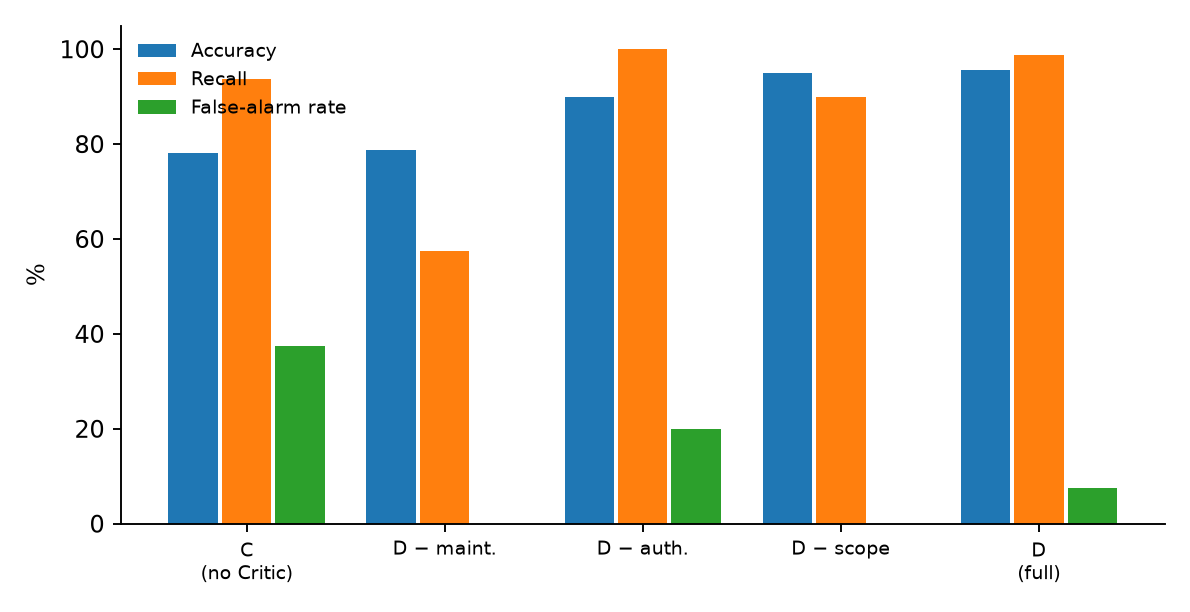 Accuracy
Recall
False-alarm rate
100
80
60
40
20
0
%
C
(no Critic)
D − maint.
D − auth.
D − scope
D
(full)